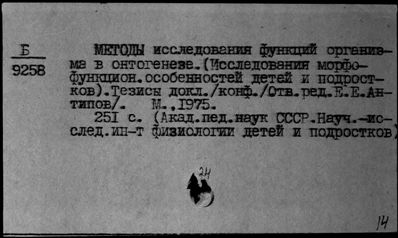 Б
9258
МЕТОДЫ исследования функций организ-
ма в онтогенезе.(Исследования морфо-
функцион.особенностей детей и подрост-
ков).Тезисы докл./конф./Отв.ред.Е.Е.Ан-
типов/. М.,1975.
251 с. (Акад.пед.наук СССР.Науч.-ис-
след.ин-т физиологии детей и подростков)
24
14